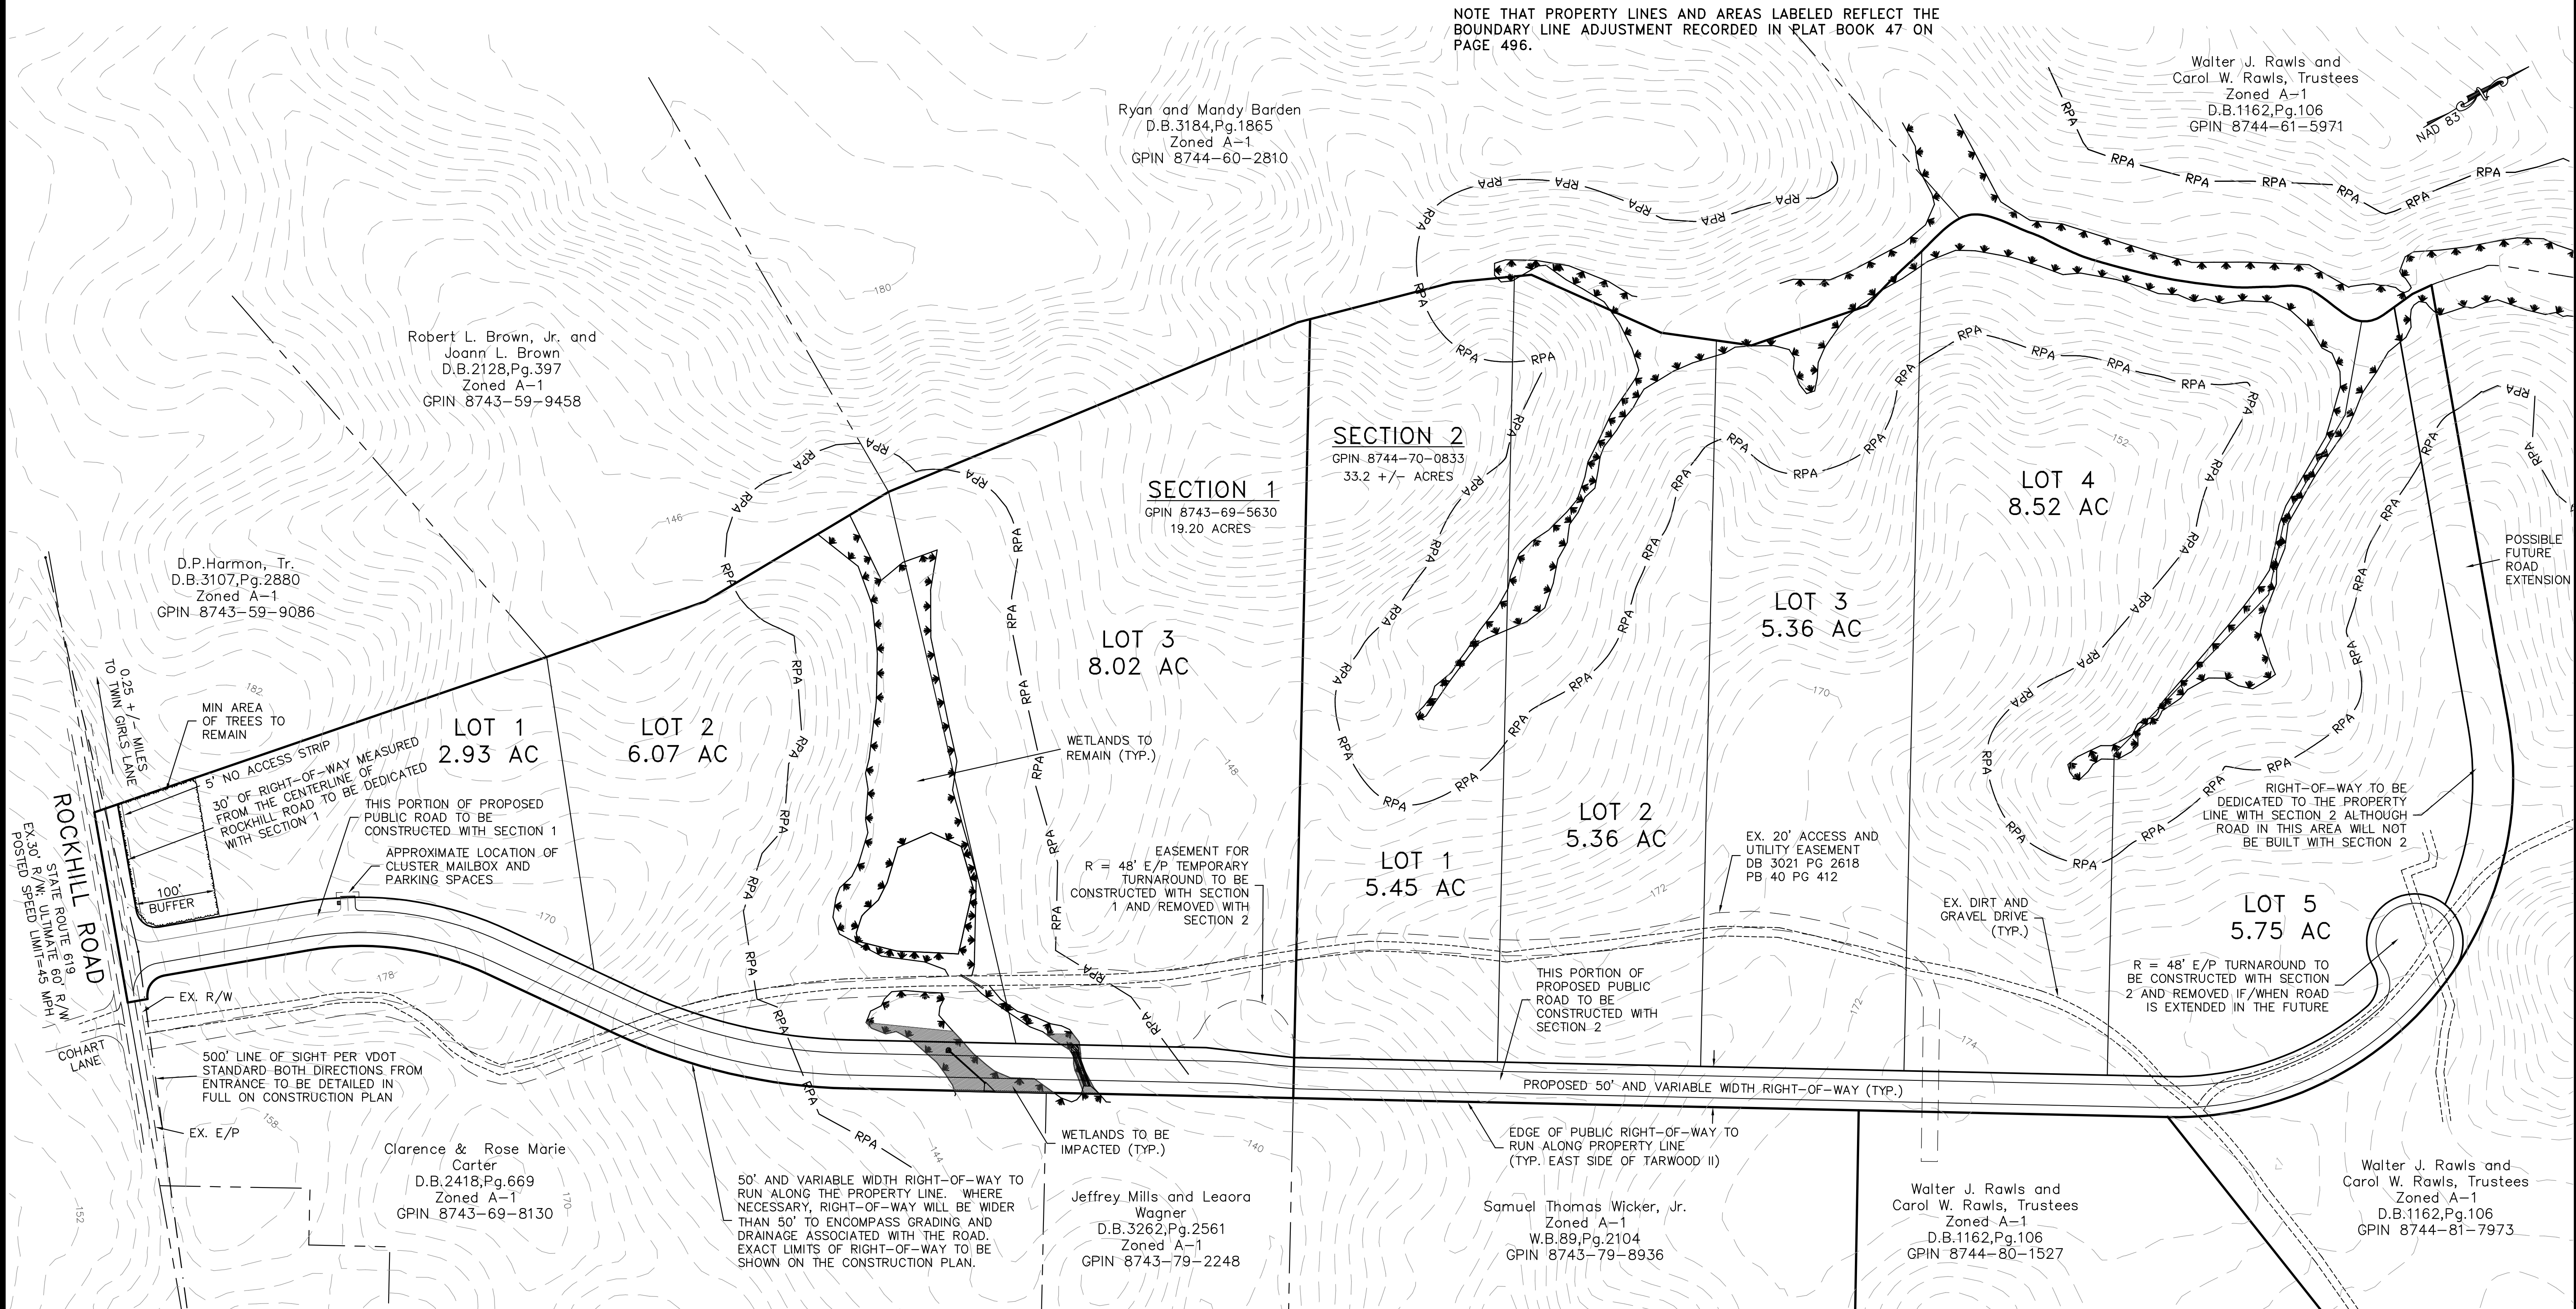 NOTE THAT PROPERTY LINES AND AREAS LABELED REFLECT THE
BOUNDARY LINE ADJUSTMENT RECORDED IN PLAT BOOK 47 ON
PAGE 496.
Walter J. Rawls and
Carol W. Rawls, Trustees
Zoned A-1
D.B.1162,Pg.106
GPIN 8744-61-5971
NAD 83
Ryan and Mandy Barden
D.B.3184,Pg.1865
Zoned A-1
GPIN 8744-60-2810
Robert L. Brown, Jr. and
Joann L. Brown
D.B.2128,Pg.397
Zoned A-1
GPIN 8743-59-9458
D.P.Harmon, Tr.
D.B.3107,Pg.2880
Zoned A-1
GPIN 8743-59-9086
180
146
182
SECTION 1
GPIN 8743-69-5630
19.20 ACRES
SECTION 2
GPIN 8744-70-0833
33.2 +/- ACRES
LOT 1
2.93 AC
LOT 2
6.07 AC
LOT 3
8.02 AC
LOT 1
5.45 AC
LOT 2
5.36 AC
LOT 3
5.36 AC
LOT 4
8.52 AC
LOT 5
5.75 AC
152
170
148
172
172
174
POSSIBLE
FUTURE
ROAD
EXTENSION
0.25 +/- MILES
TO TWIN GIRLS LANE
MIN AREA
OF TREES TO
REMAIN
5' NO ACCESS STRIP
30' OF RIGHT-OF-WAY MEASURED
FROM THE CENTERLINE OF
ROCKHILL ROAD TO BE DEDICATED
WITH SECTION 1
THIS PORTION OF PROPOSED
PUBLIC ROAD TO BE
CONSTRUCTED WITH SECTION 1
APPROXIMATE LOCATION OF
CLUSTER MAILBOX AND
PARKING SPACES
100'
BUFFER
ROCKHILL ROAD
STATE ROUTE 619
EX.30' R/W; ULTIMATE 60' R/W
POSTED SPEED LIMIT=45 MPH
WETLANDS TO
REMAIN (TYP.)
EASEMENT FOR
R = 48' E/P TEMPORARY
TURNAROUND TO BE
CONSTRUCTED WITH SECTION
1 AND REMOVED WITH
SECTION 2
EX. 20' ACCESS AND
UTILITY EASEMENT
DB 3021 PG 2618
PB 40 PG 412
EX. DIRT AND
GRAVEL DRIVE
(TYP.)
RIGHT-OF-WAY TO BE
DEDICATED TO THE PROPERTY
LINE WITH SECTION 2 ALTHOUGH
ROAD IN THIS AREA WILL NOT
BE BUILT WITH SECTION 2
R = 48' E/P TURNAROUND TO
BE CONSTRUCTED WITH SECTION
2 AND REMOVED IF/WHEN ROAD
IS EXTENDED IN THE FUTURE
THIS PORTION OF
PROPOSED PUBLIC
ROAD TO BE
CONSTRUCTED WITH
SECTION 2
170
178
EX. R/W
COHART
LANE
500' LINE OF SIGHT PER VDOT
STANDARD BOTH DIRECTIONS FROM
ENTRANCE TO BE DETAILED IN
FULL ON CONSTRUCTION PLAN
158
EX. E/P
152
170
144
140
PROPOSED 50' AND VARIABLE WIDTH RIGHT-OF-WAY (TYP.)
WETLANDS TO BE
IMPACTED (TYP.)
EDGE OF PUBLIC RIGHT-OF-WAY TO
RUN ALONG PROPERTY LINE
(TYP. EAST SIDE OF TARWOOD II)
50' AND VARIABLE WIDTH RIGHT-OF-WAY TO
RUN ALONG THE PROPERTY LINE. WHERE
NECESSARY, RIGHT-OF-WAY WILL BE WIDER
THAN 50' TO ENCOMPASS GRADING AND
DRAINAGE ASSOCIATED WITH THE ROAD.
EXACT LIMITS OF RIGHT-OF-WAY TO BE
SHOWN ON THE CONSTRUCTION PLAN.
Clarence & Rose Marie
Carter
D.B.2418,Pg.669
Zoned A-1
GPIN 8743-69-8130
Jeffrey Mills and Leaora
Wagner
D.B.3262,Pg.2561
Zoned A-1
GPIN 8743-79-2248
Samuel Thomas Wicker, Jr.
Zoned A-1
W.B.89,Pg.2104
GPIN 8743-79-8936
Walter J. Rawls and
Carol W. Rawls, Trustees
Zoned A-1
D.B.1162,Pg.106
GPIN 8744-80-1527
Walter J. Rawls and
Carol W. Rawls, Trustees
Zoned A-1
D.B.1162,Pg.106
GPIN 8744-81-7973
RPA